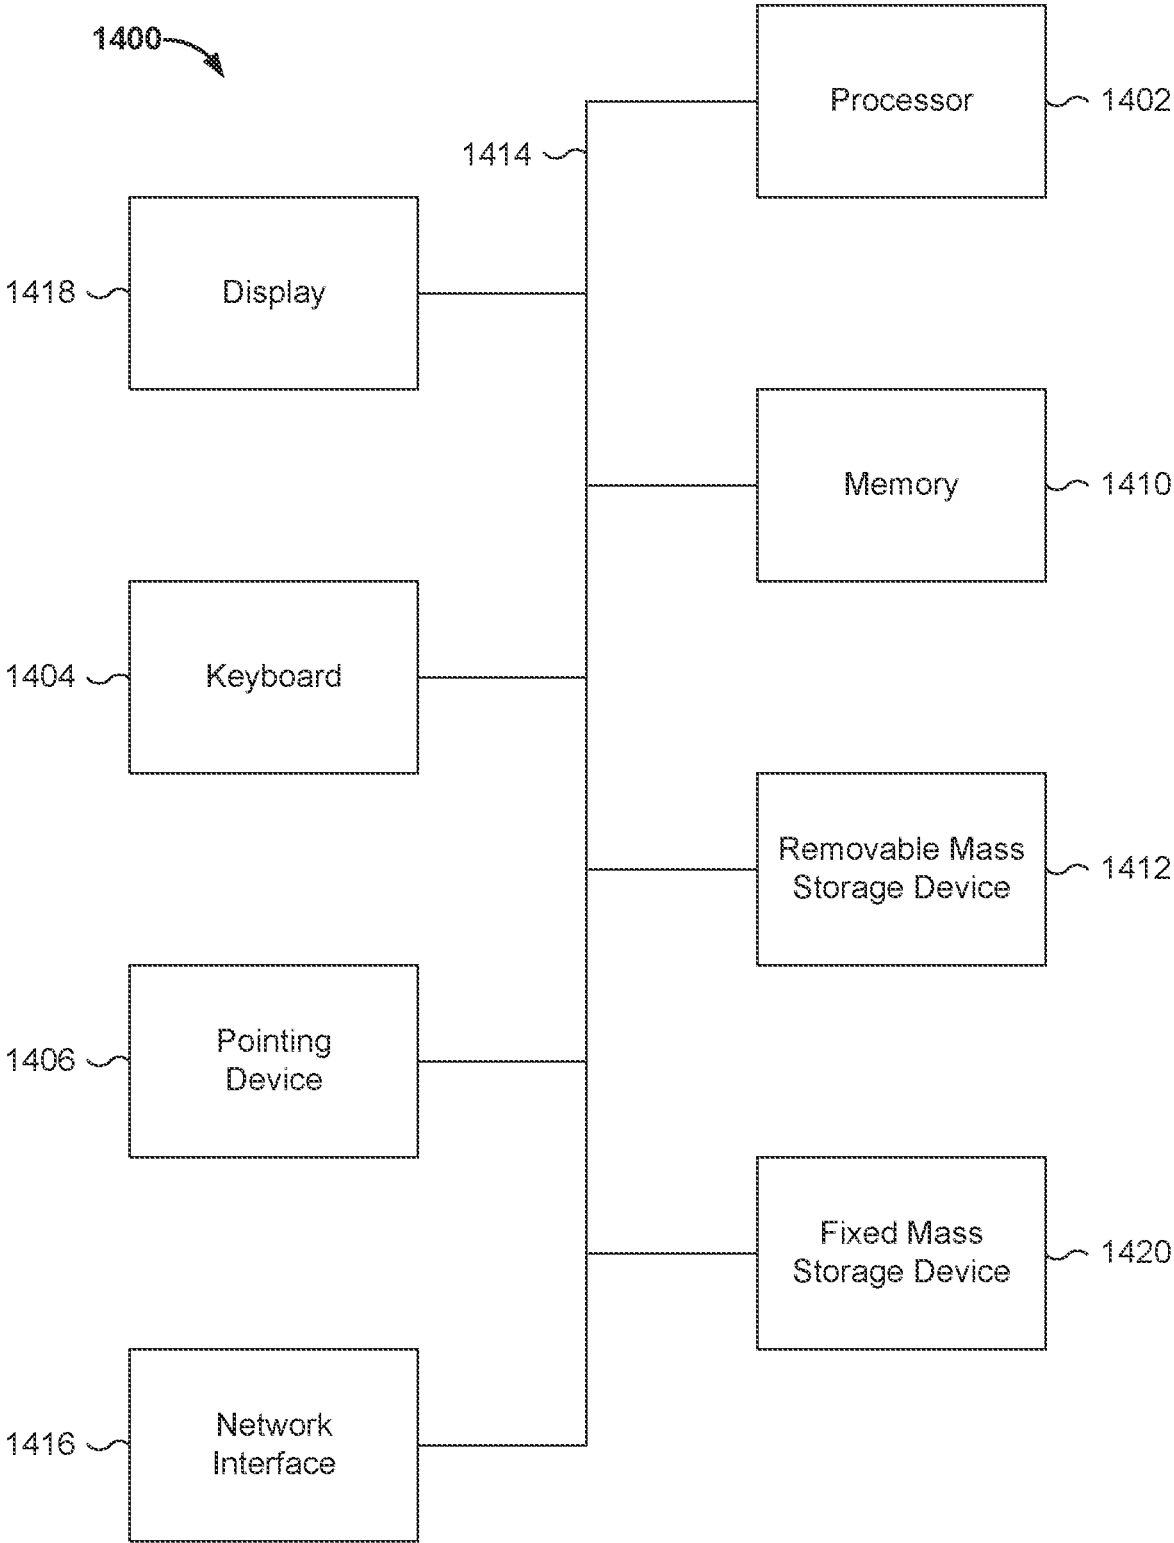 1400
Processor
1402
1414
Display
1418
Memory
1410
Keyboard
1404
Removable Mass
Storage Device
1412
Pointing
Device
1406
Fixed Mass
Storage Device
1420
Network
Interface
1416